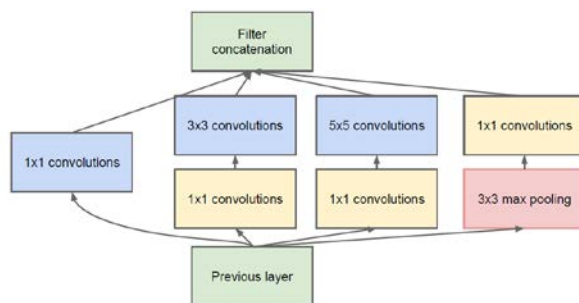 Filter
concatenation
3x3 convolutions
5x5 convolutions
1x1 convolutions
1x1 convolutions
1x1 convolutions
1x1 convolutions
3x3 max pooling
Previous layer